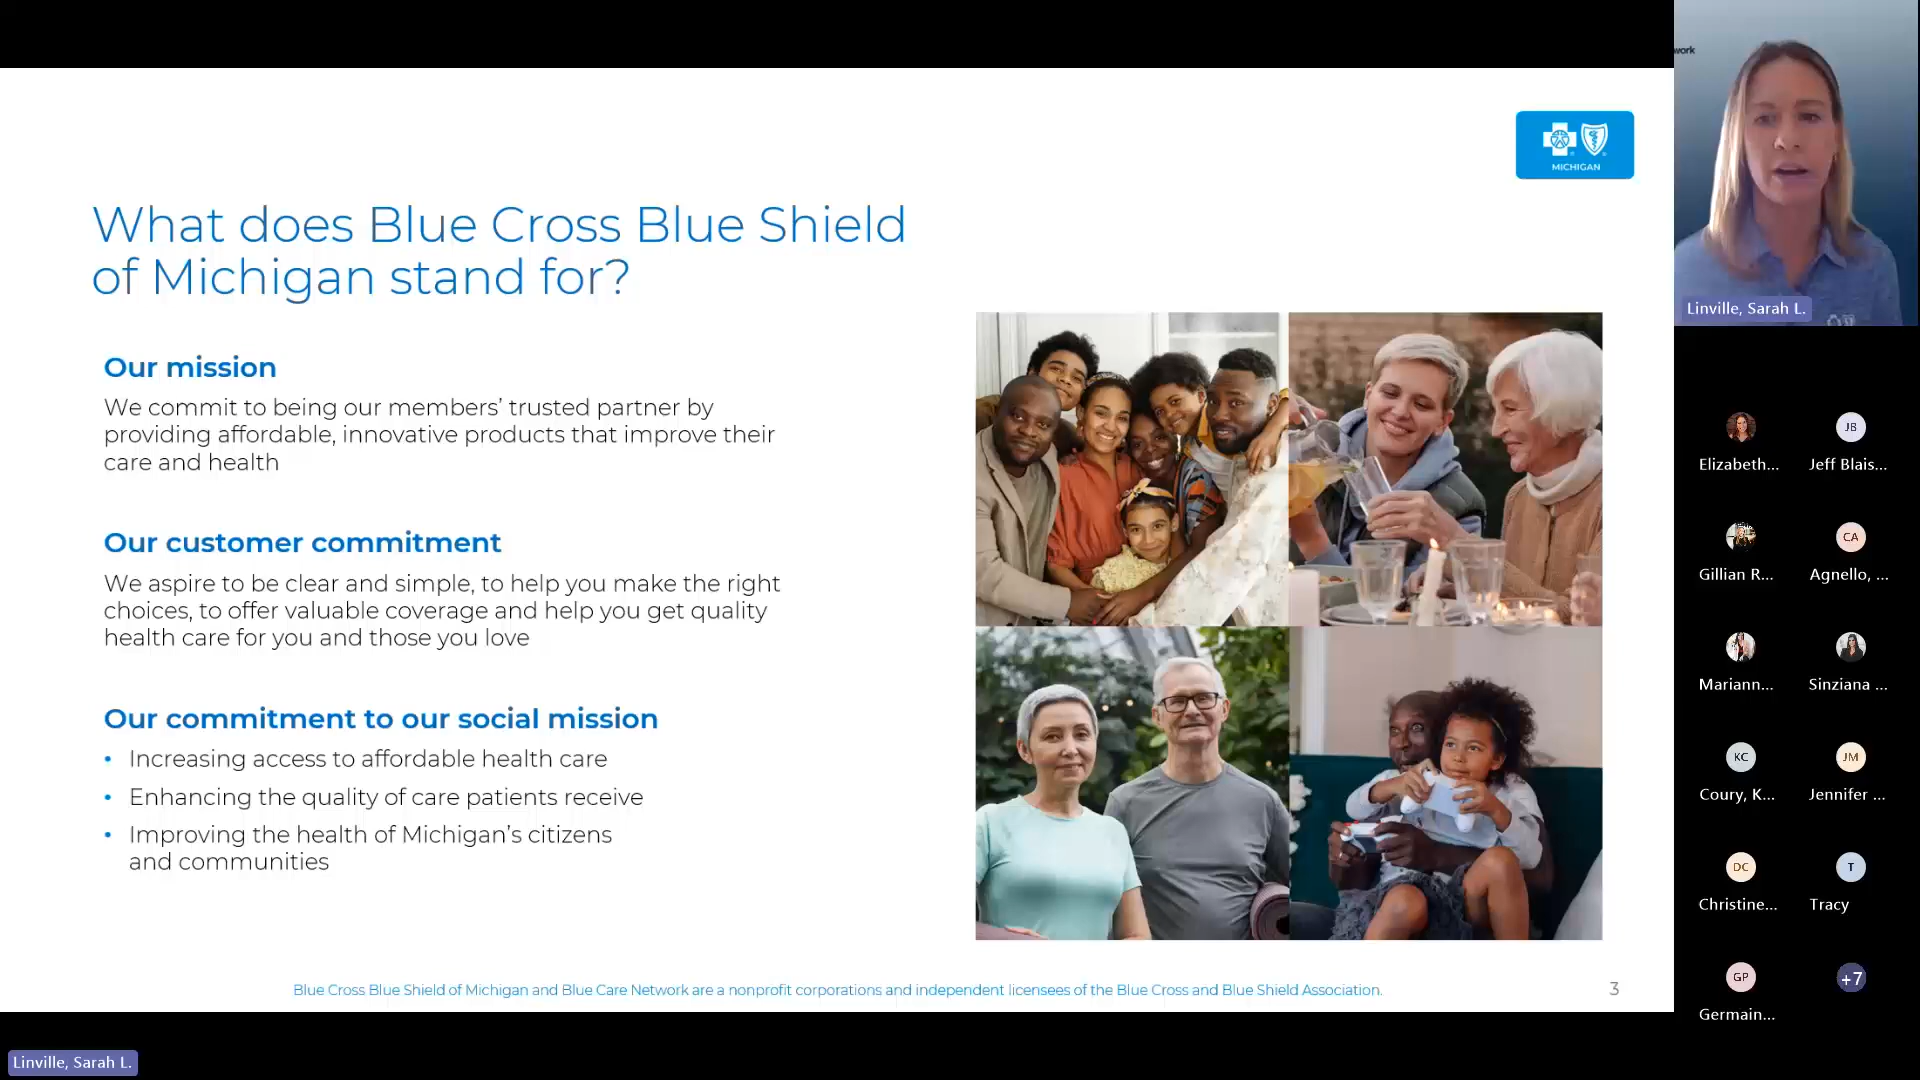 MICHIGAN
What does Blue Cross Blue Shield
of Michigan stand for?
Our mission
We commit to being our members’ trusted partner by
providing affordable, innovative products that improve their
care and health
Our customer commitment
We aspire to be clear and simple, to help you make the right
choices, to offer valuable coverage and help you get quality
health care for you and those you love
Our commitment to our social mission
• Increasing access to affordable health care
• Enhancing the quality of care patients receive
• Improving the health of Michigan’s citizens
and communities
Blue Cross Blue Shield of Michigan and Blue Care Network are a nonprofit corporations and independent licensees of the Blue Cross and Blue Shield Association.
3
Linville, Sarah L.
work
Linville, Sarah L.
JB
Elizabeth... Jeff Blais...
CA
Gillian R... Agnello, ...
Mariann... Sinziana ...
KC JM
Coury, K... Jennifer ...
DC T
Christine... Tracy
GP +7
Germain...